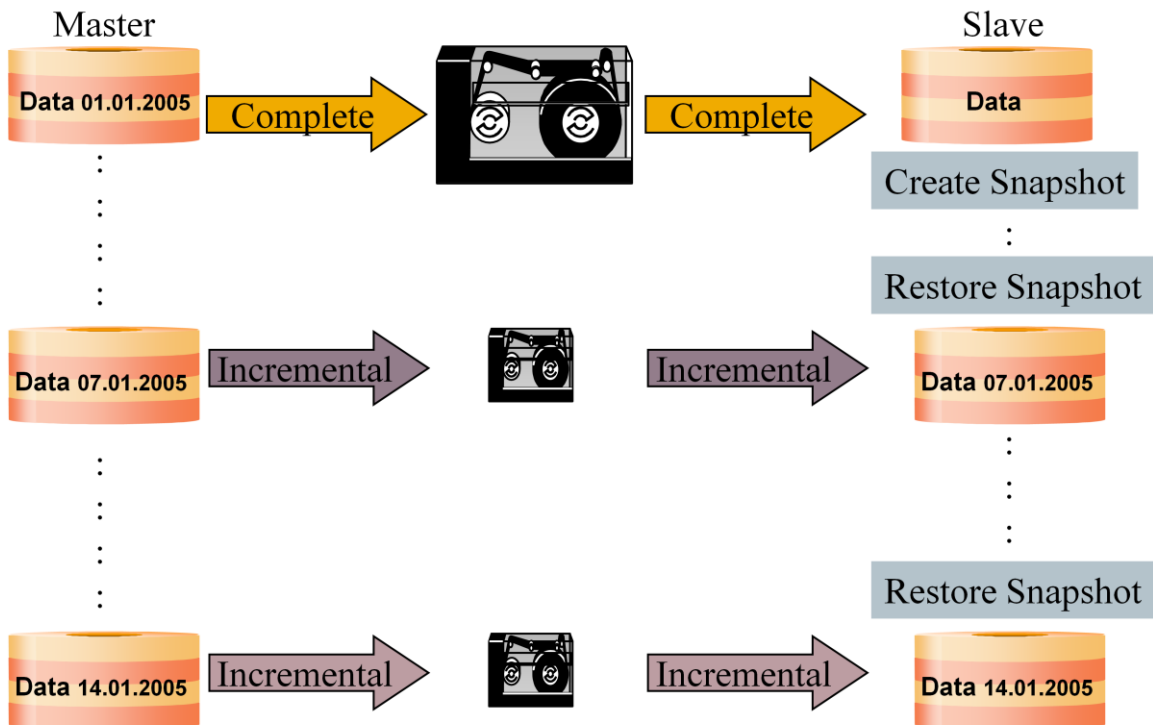 Master
Slave
Data 01.01.2005
Complete
Complete
Data
Create Snapshot
Restore Snapshot
Data 07.01.2005
Incremental
Incremental
Data 07.01.2005
Restore Snapshot
Data 14.01.2005
Incremental
Incremental
Data 14.01.2005